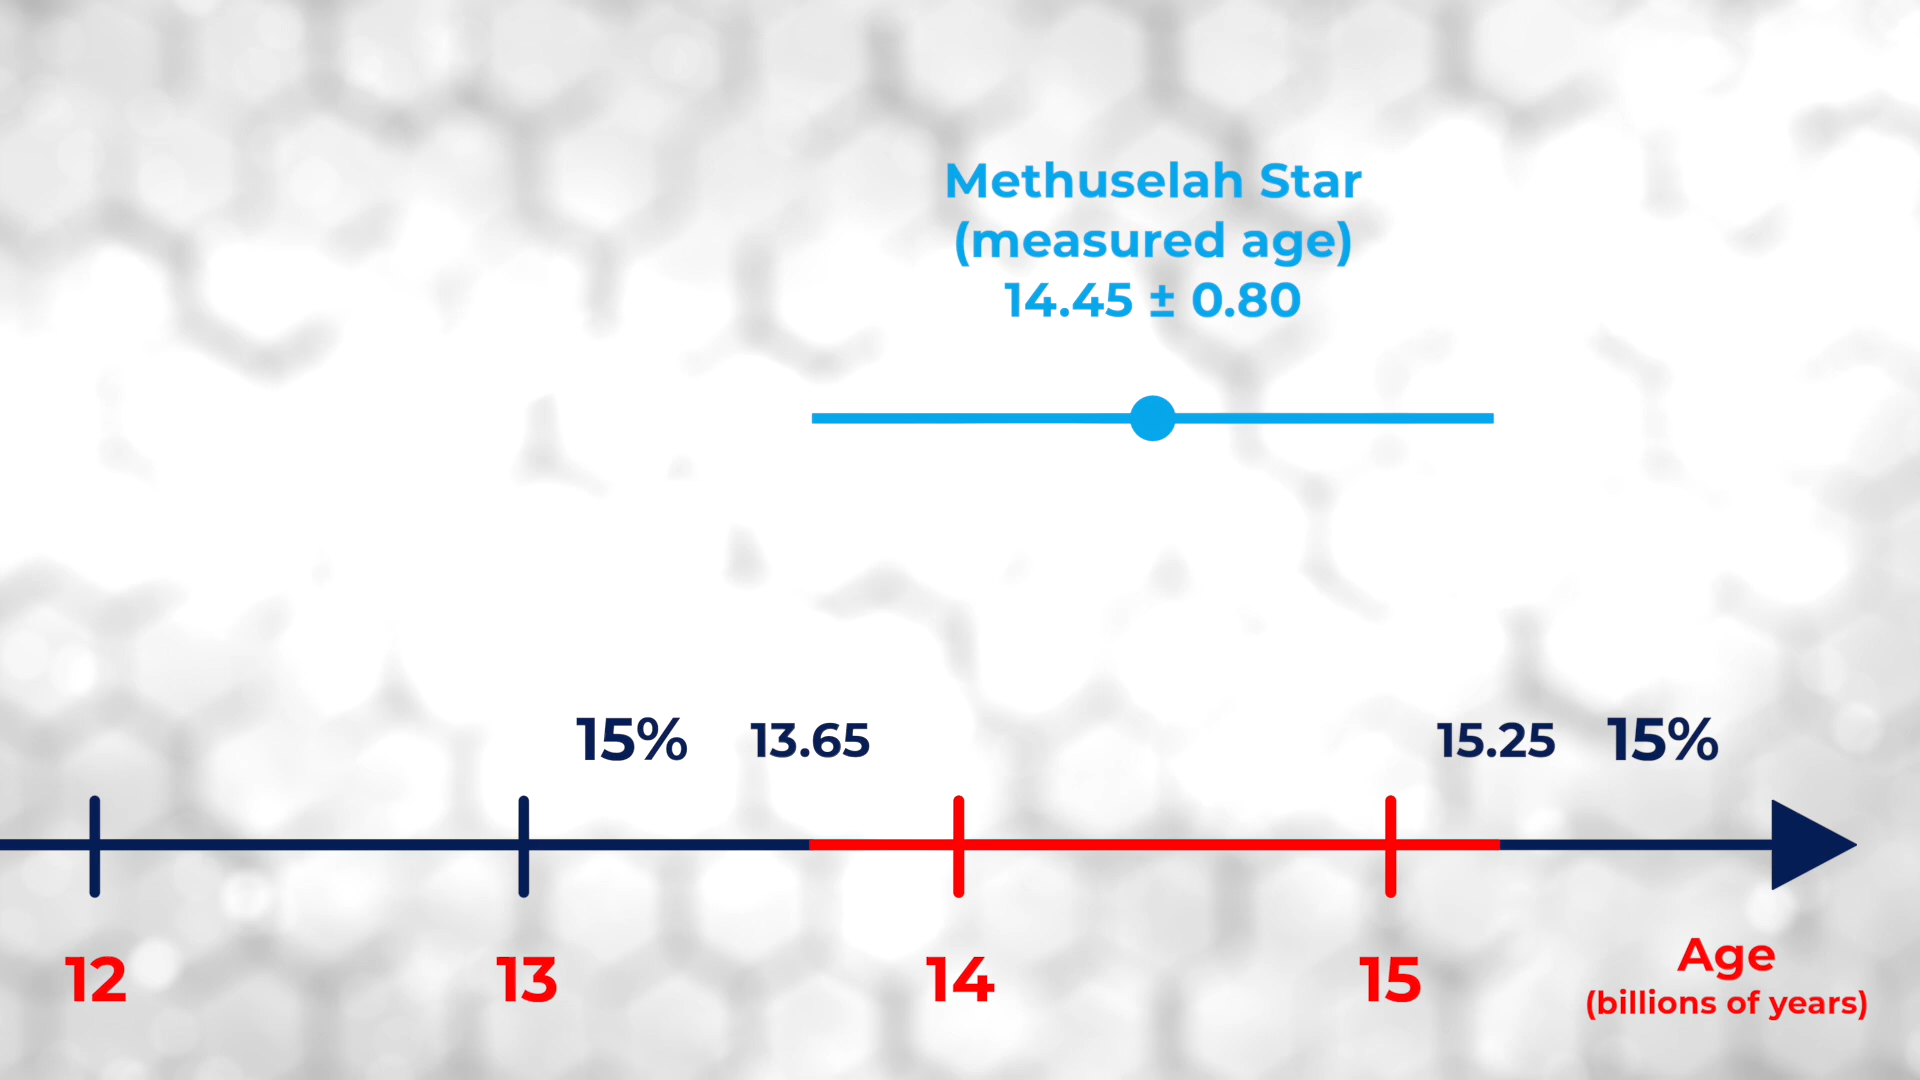 Methuselah Star
(measured age)
14.45 ± 0.80
15% 13.65 15.25 15%
12 13 14 15
Age
(billions of years)